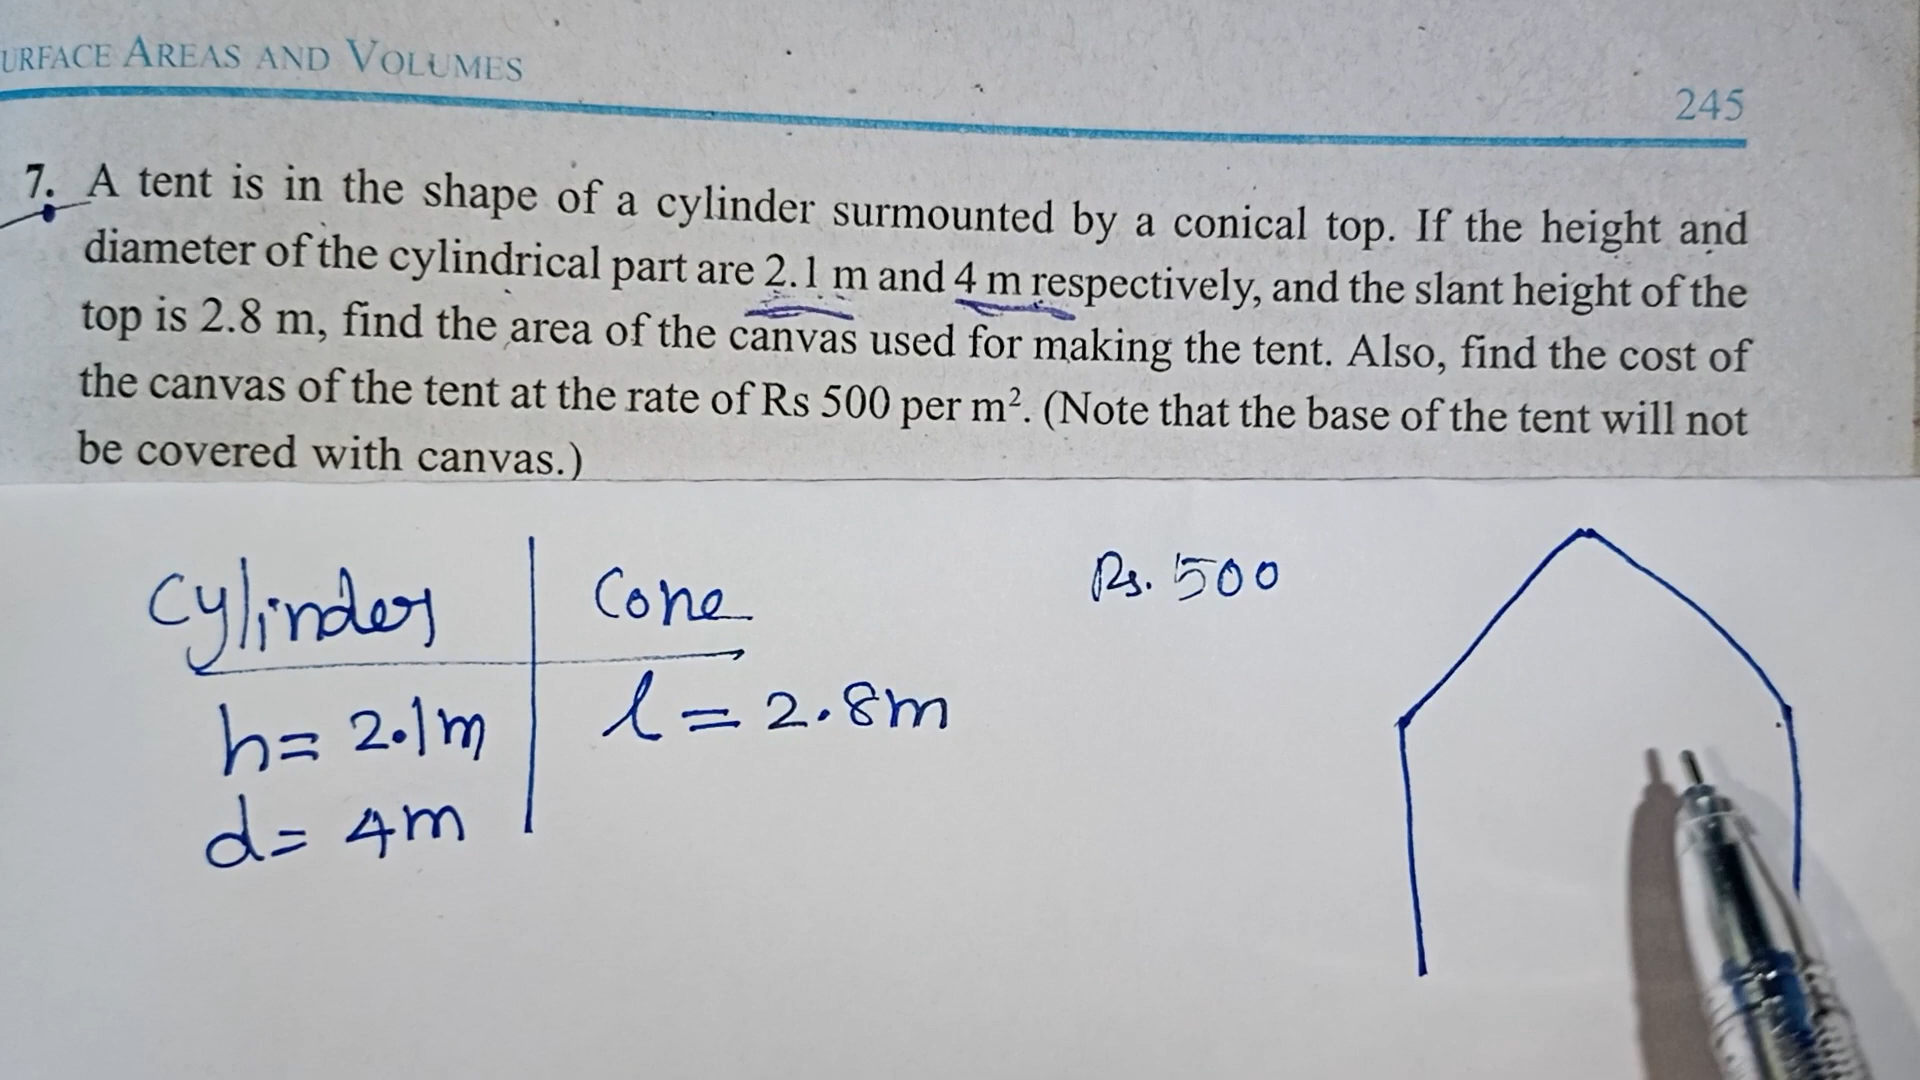 URFACE AREAS AND VOLUMES
245
7. A tent is in the shape of a cylinder surmounted by a conical top. If the height and
diameter of the cylindrical part are 2.1 m and 4 m respectively, and the slant height of the
top is 2.8 m, find the area of the canvas used for making the tent. Also, find the cost of
the canvas of the tent at the rate of Rs 500 per m². (Note that the base of the tent will not
be covered with canvas.)
Cylinder
Cone
Rs. 500
h= 2.1m
l = 2.8m
d= 4m